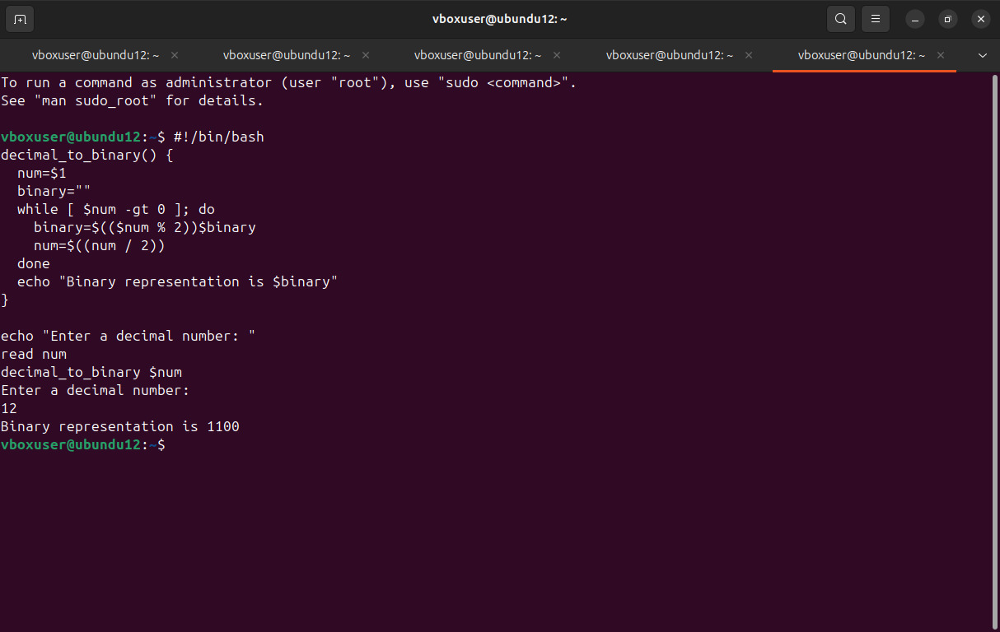 vboxuser@ubundu12: ~
vboxuser@ubundu12: ~
vboxuser@ubundu12: ~
vboxuser@ubundu12: ~
vboxuser@ubundu12: ~
vboxuser@ubundu12: ~
To run a command as administrator (user "root"), use "sudo <command>".
See "man sudo_root" for details.

vboxuser@ubundu12:~$ #!/bin/bash
decimal_to_binary() {
  num=$1
  binary=""
  while [ $num -gt 0 ]; do
    binary=$(($num % 2))$binary
    num=$((num / 2))
  done
  echo "Binary representation is $binary"
}

echo "Enter a decimal number: "
read num
decimal_to_binary $num
Enter a decimal number:
12
Binary representation is 1100
vboxuser@ubundu12:~$